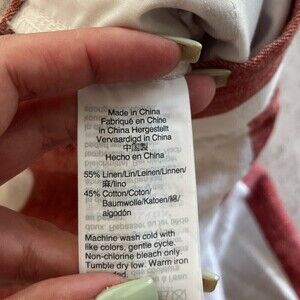 Made in China
Fabriqué en Chine
in China Hergestellt
Vervaardigd in China
中国製
Hecho en China
55% Linen/Lin/Leinen/Linnen/
麻/lino
45% Cotton/Coton/
Baumwolle/Katoen/綿/
algodón
Machine wash cold with
like colors, gentle cycle.
Non-chlorine bleach only.
Tumble dry low. Warm iron
if needed.